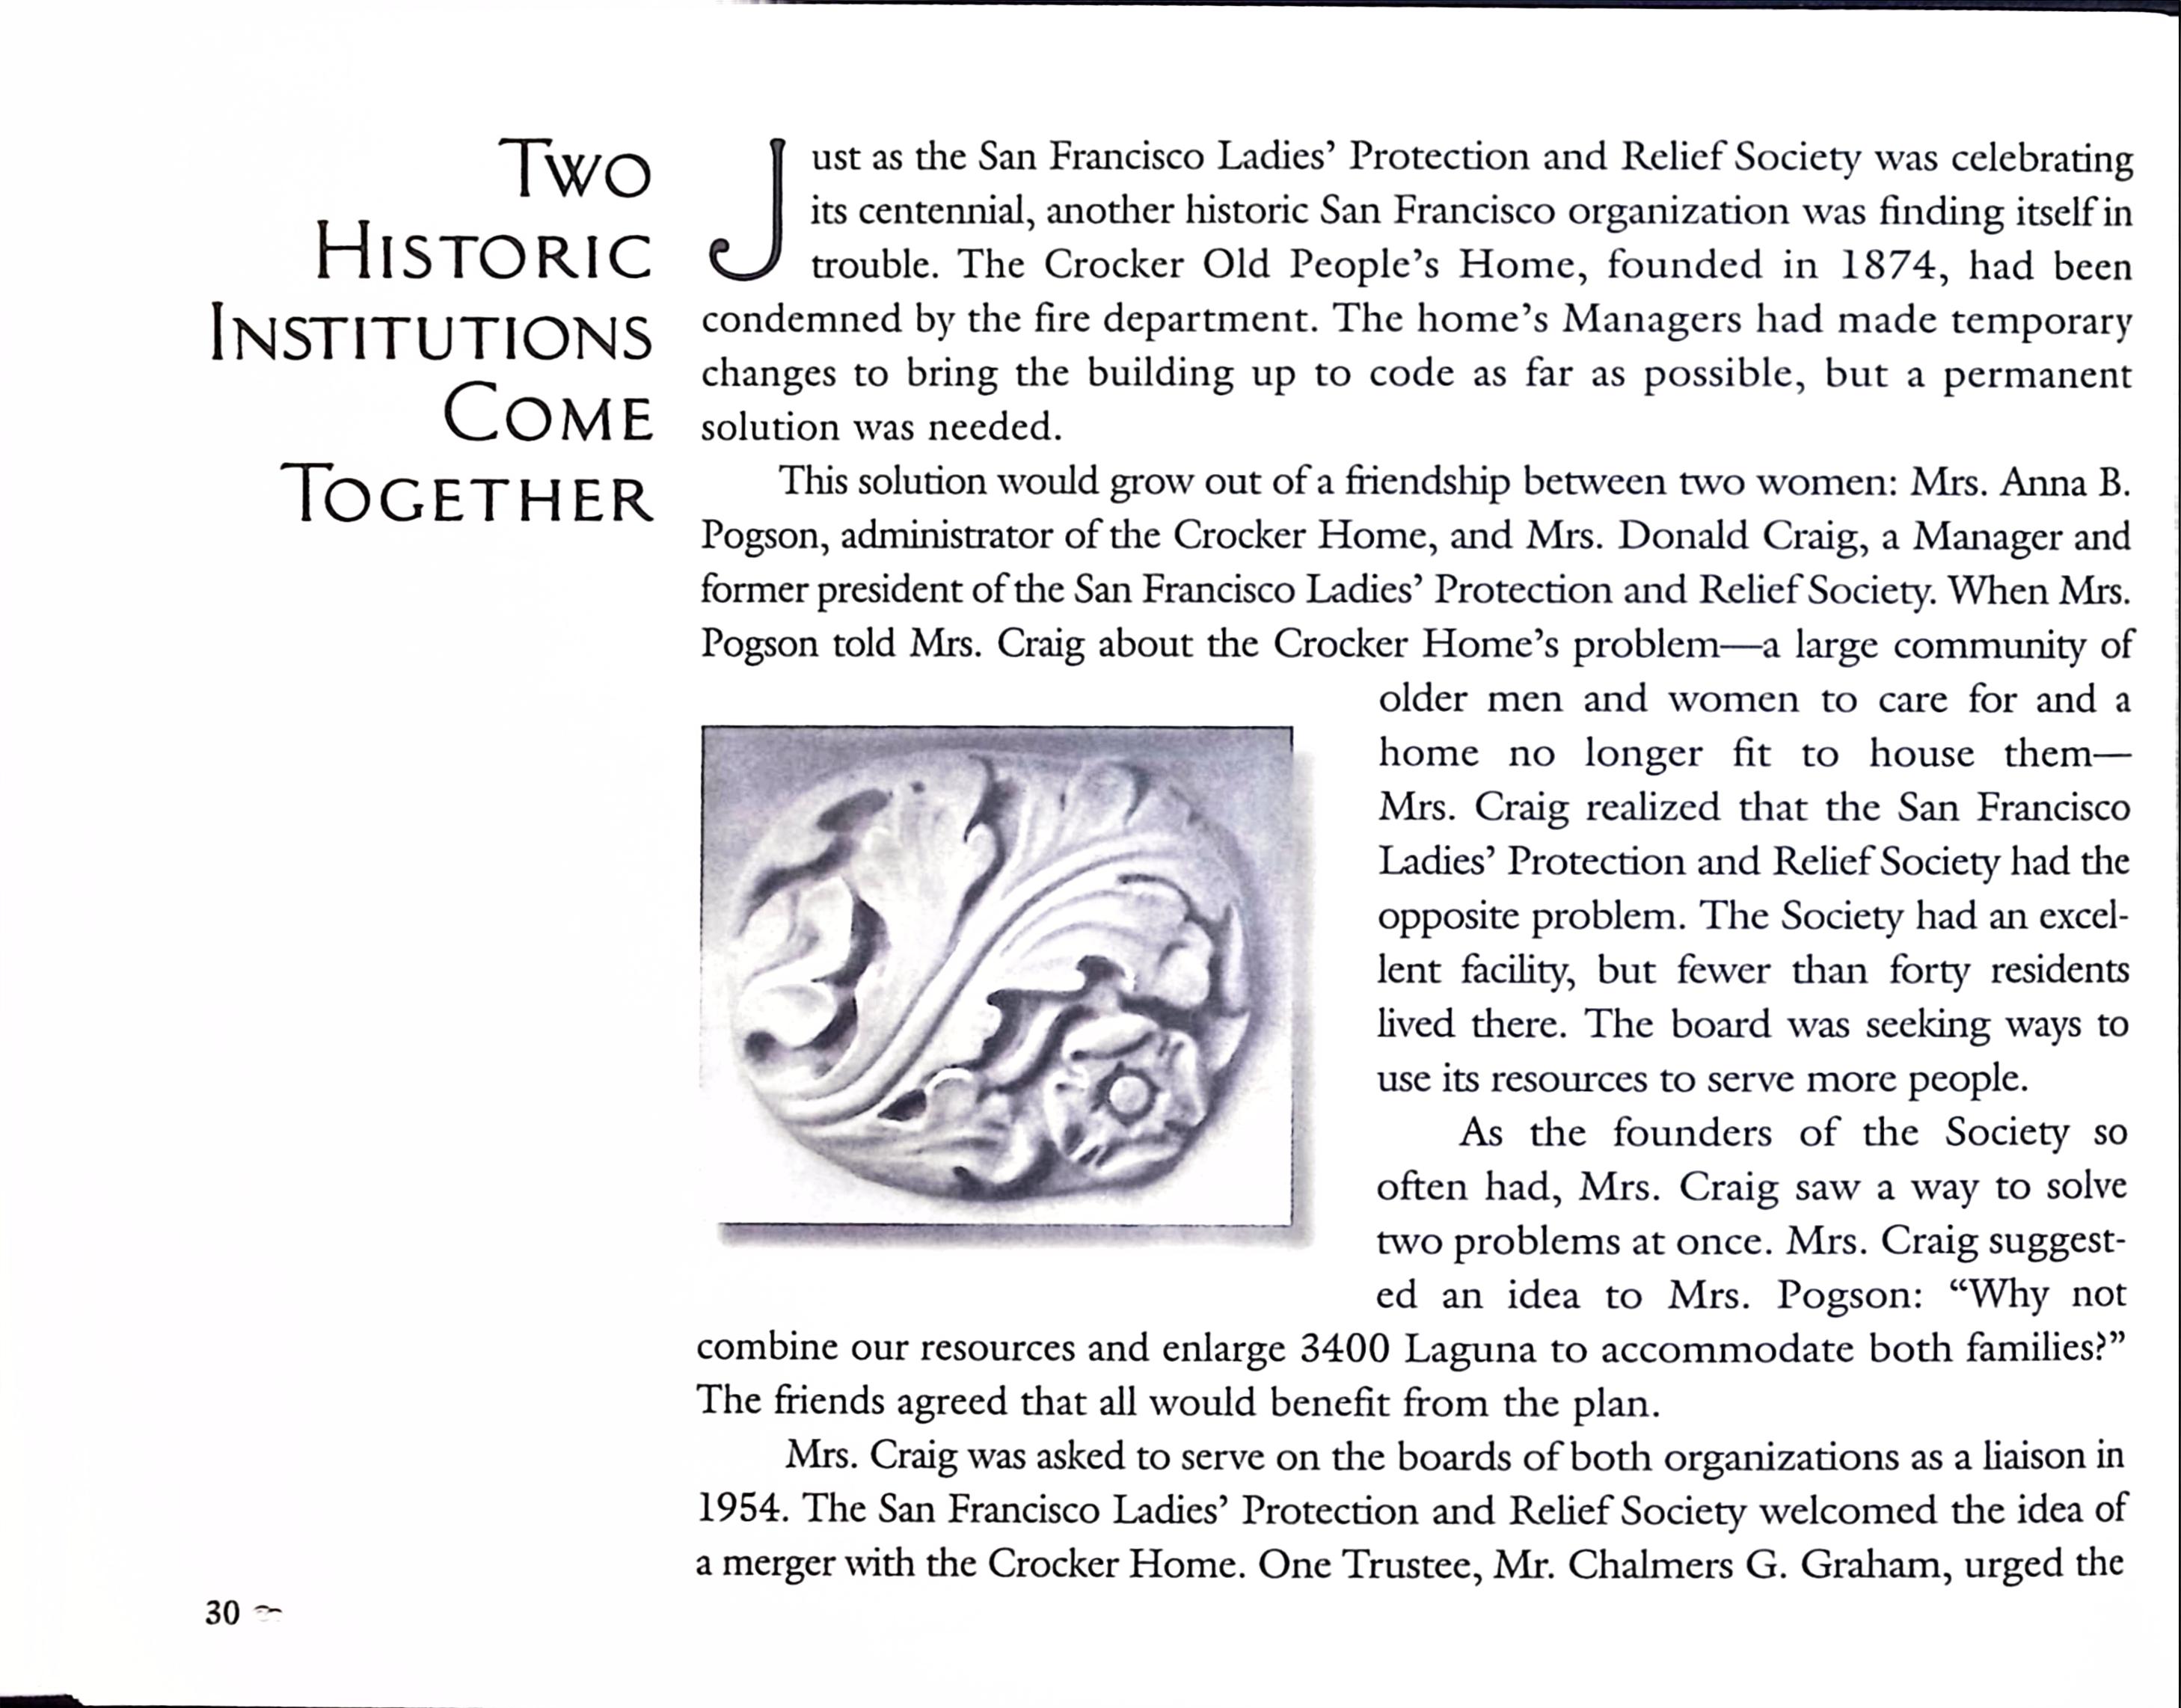 TWO
HISTORIC
INSTITUTIONS
COME
TOGETHER
Just as the San Francisco Ladies’ Protection and Relief Society was celebrating
its centennial, another historic San Francisco organization was finding itself in
trouble. The Crocker Old People’s Home, founded in 1874, had been
condemned by the fire department. The home’s Managers had made temporary
changes to bring the building up to code as far as possible, but a permanent
solution was needed.
This solution would grow out of a friendship between two women: Mrs. Anna B.
Pogson, administrator of the Crocker Home, and Mrs. Donald Craig, a Manager and
former president of the San Francisco Ladies’ Protection and Relief Society. When Mrs.
Pogson told Mrs. Craig about the Crocker Home’s problem—a large community of
older men and women to care for and a
home no longer fit to house them—
Mrs. Craig realized that the San Francisco
Ladies’ Protection and Relief Society had the
opposite problem. The Society had an excel-
lent facility, but fewer than forty residents
lived there. The board was seeking ways to
use its resources to serve more people.
As the founders of the Society so
often had, Mrs. Craig saw a way to solve
two problems at once. Mrs. Craig suggest-
ed an idea to Mrs. Pogson: “Why not
combine our resources and enlarge 3400 Laguna to accommodate both families?”
The friends agreed that all would benefit from the plan.
Mrs. Craig was asked to serve on the boards of both organizations as a liaison in
1954. The San Francisco Ladies’ Protection and Relief Society welcomed the idea of
a merger with the Crocker Home. One Trustee, Mr. Chalmers G. Graham, urged the
30